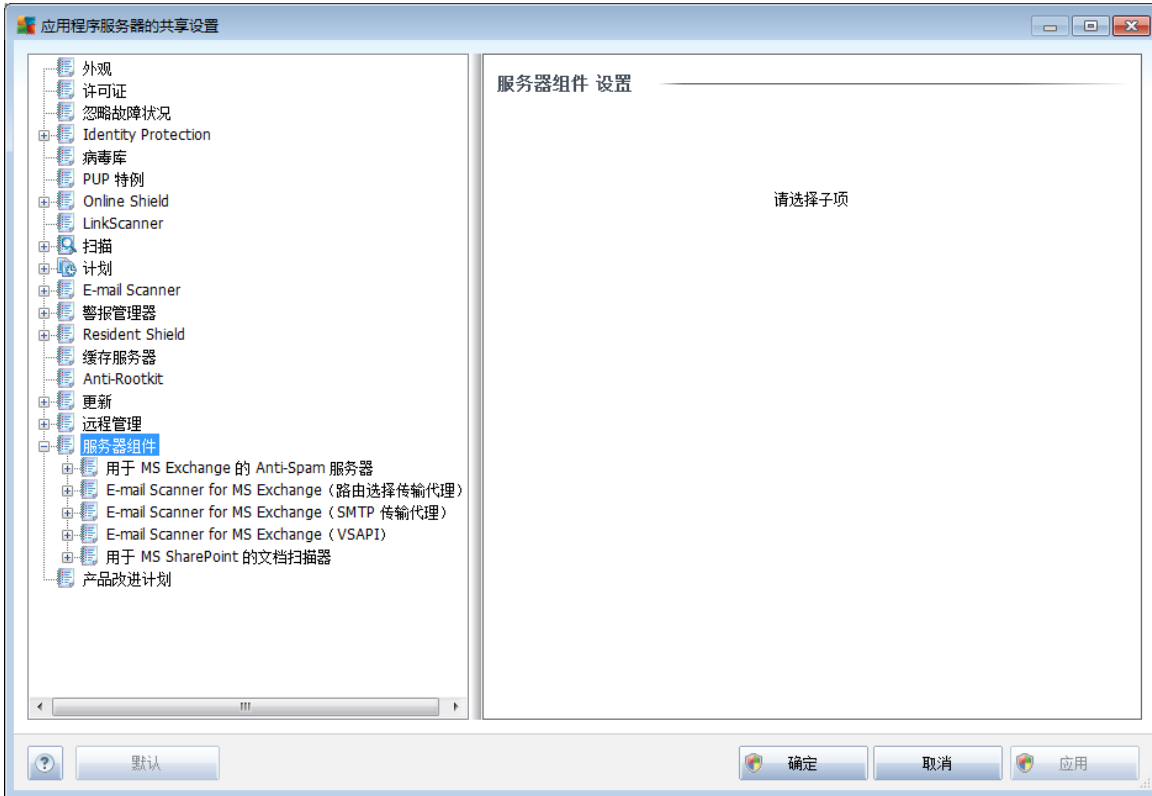 应用程序服务器的共享设置
外观
许可证
忽略故障状况
Identity Protection
病毒库
PUP 特例
Online Shield
LinkScanner
扫描
计划
E-mail Scanner
警报管理器
Resident Shield
缓存服务器
Anti-Rootkit
更新
远程管理
服务器组件
用于 MS Exchange 的 Anti-Spam 服务器
E-mail Scanner for MS Exchange（路由选择传输代理）
E-mail Scanner for MS Exchange（SMTP 传输代理）
E-mail Scanner for MS Exchange（VSAPI）
用于 MS SharePoint 的文档扫描器
产品改进计划
服务器组件 设置
请选择子项
默认
确定
取消
应用